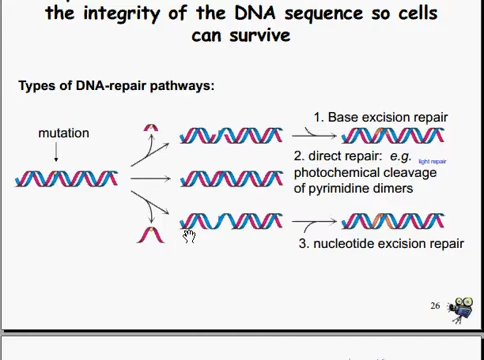 the integrity of the DNA sequence so cells
can survive
Types of DNA-repair pathways:
mutation
1. Base excision repair
2. direct repair: e.g. light repair
photochemical cleavage
of pyrimidine dimers
3. nucleotide excision repair
26